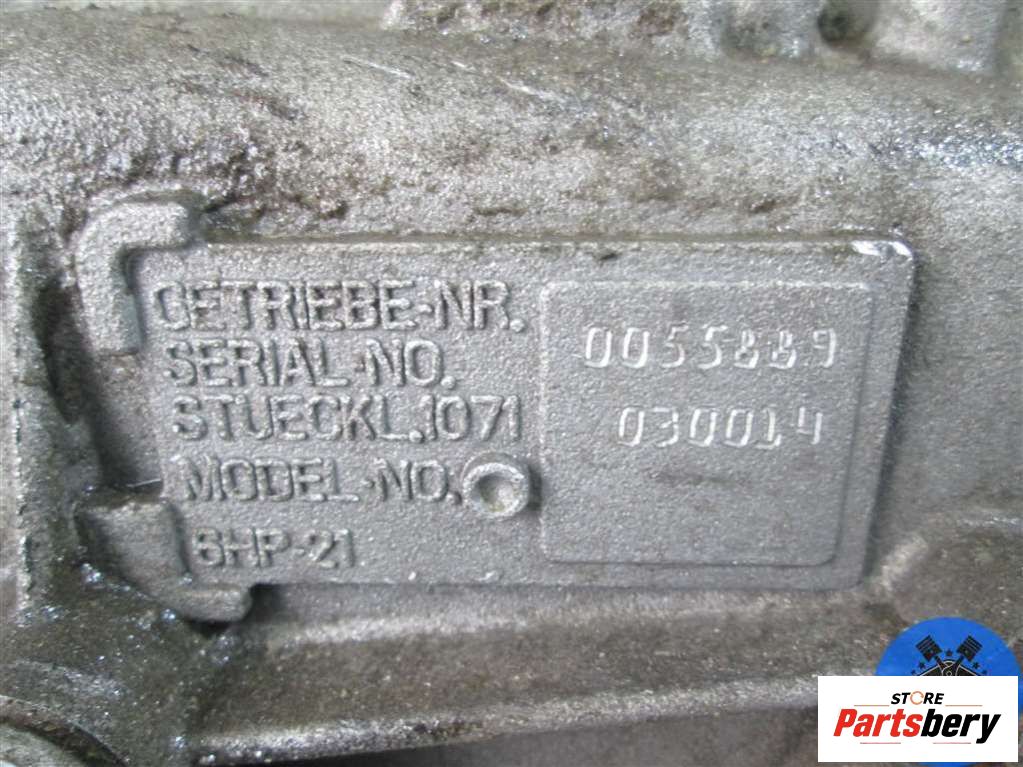 GETRIEBE-NR.
SERIAL-NO.
0055889
STUECKL.1071
030014
MODEL-NO.
6HP-21
STORE
Partsbery